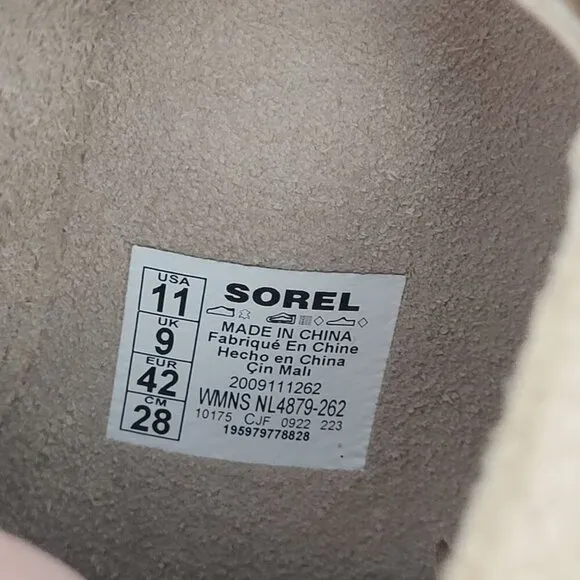 USA
11
UK
9
EUR
42
CM
28
SOREL
MADE IN CHINA
Fabriqué En Chine
Hecho en China
Çin Malı
2009111262
WMNS NL4879-262
10175 CJF 0922 223
195979778828